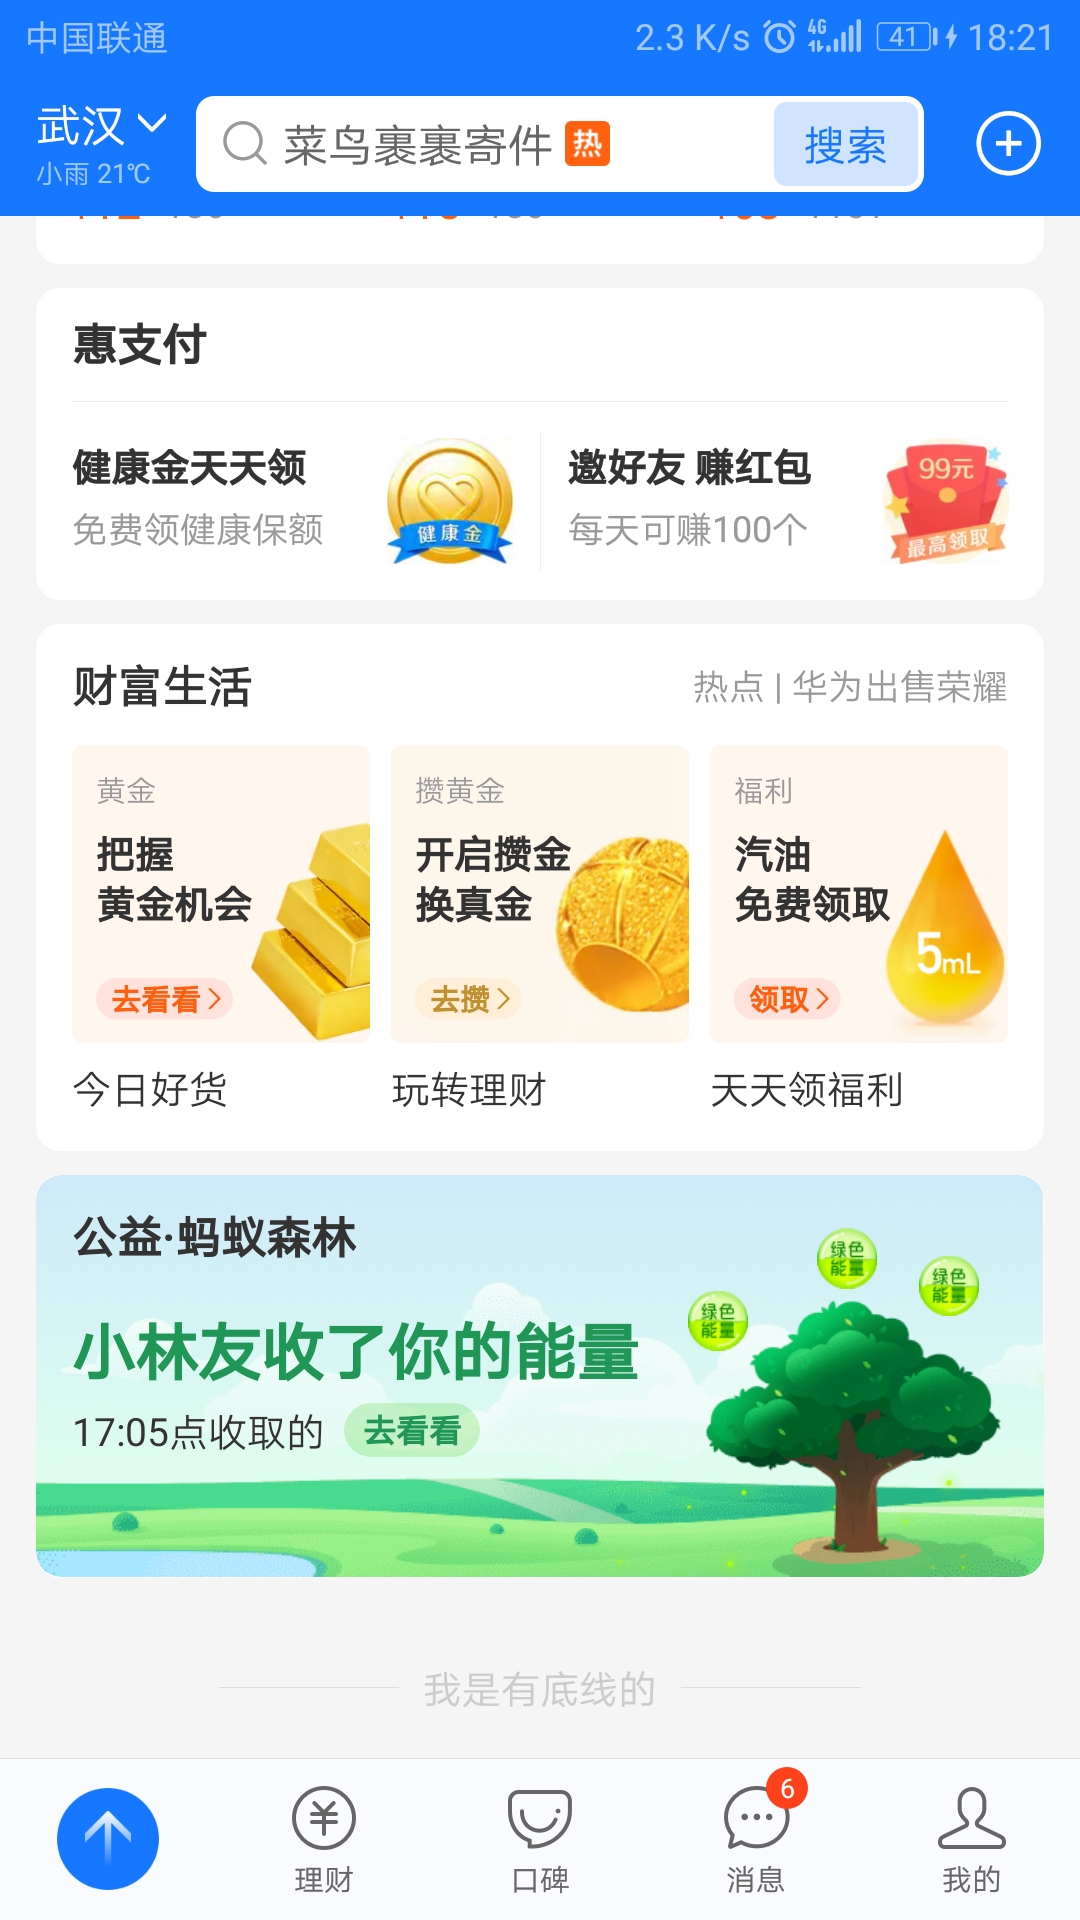 中国联通
2.3 K/s 4G 41 18:21
武汉
小雨 21℃
菜鸟裹裹寄件 热
搜索
惠支付
健康金天天领
免费领健康保额
健康金
邀好友 赚红包
每天可赚100个
99元
最高领取
财富生活
热点 | 华为出售荣耀
黄金
把握
黄金机会
去看看
今日好货
攒黄金
开启攒金
换真金
去攒
玩转理财
福利
汽油
免费领取
5mL
领取
天天领福利
公益·蚂蚁森林
绿色
能量
绿色
能量
绿色
能量
小林友收了你的能量
17:05点收取的 去看看
我是有底线的
理财
口碑
6
消息
我的